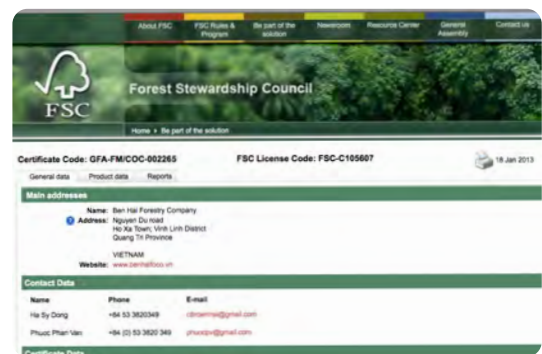 About FSC FSC Rules & Program Be part of the solution Newsroom Resource Center General Assembly Contact us
FSC
Forest Stewardship Council
Home › Be part of the solution
Certificate Code: GFA-FM/COC-002265 FSC License Code: FSC-C105607 18 Jan 2013
General data Product data Reports
Main addresses
Name: Ben Hai Forestry Company
Address: Nguyen Du road
Ho Xa Town; Vinh Linh District
Quang Tri Province
VIETNAM
Website: www.benhaifoco.vn
Contact Data
Name Phone E-mail
Ha Sy Dong +84 53 3820349
Phuoc Phan Van +84 (0) 53 3820 349
Certificate Data